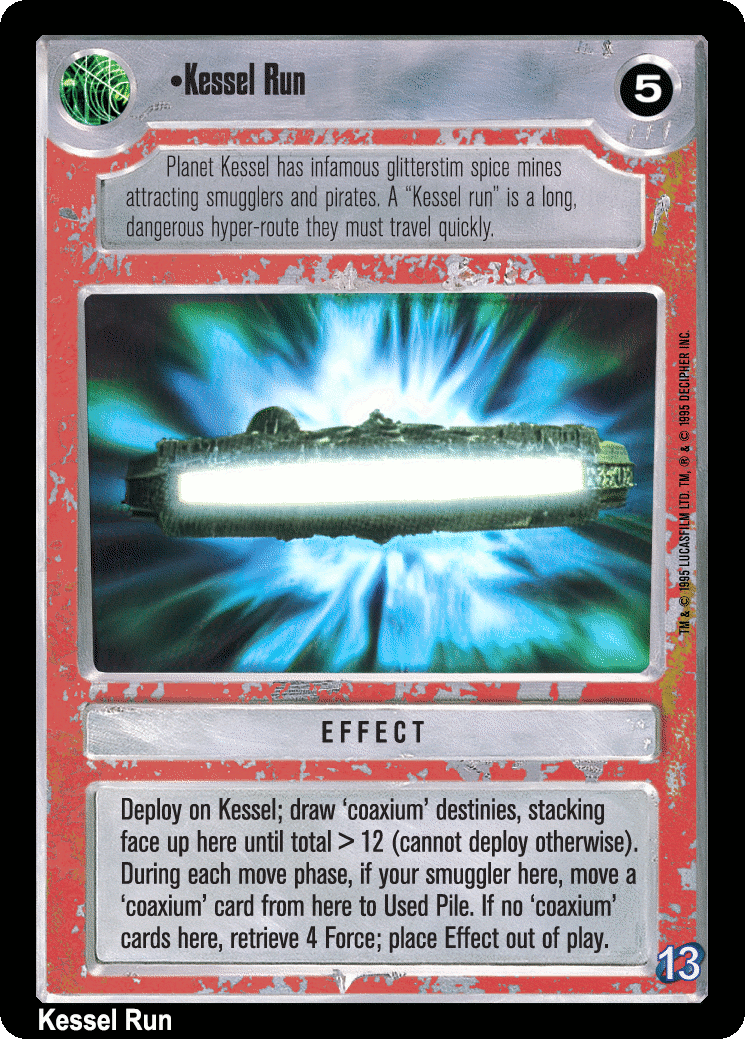 •Kessel Run
5
Planet Kessel has infamous glitterstim spice mines
attracting smugglers and pirates. A “Kessel run” is a long,
dangerous hyper-route they must travel quickly.
TM & © 1995 LUCASFILM LTD. TM, ® & © 1995 DECIPHER INC.
EFFECT
Deploy on Kessel; draw ‘coaxium’ destinies, stacking
face up here until total > 12 (cannot deploy otherwise).
During each move phase, if your smuggler here, move a
‘coaxium’ card from here to Used Pile. If no ‘coaxium’
cards here, retrieve 4 Force; place Effect out of play.
13
Kessel Run